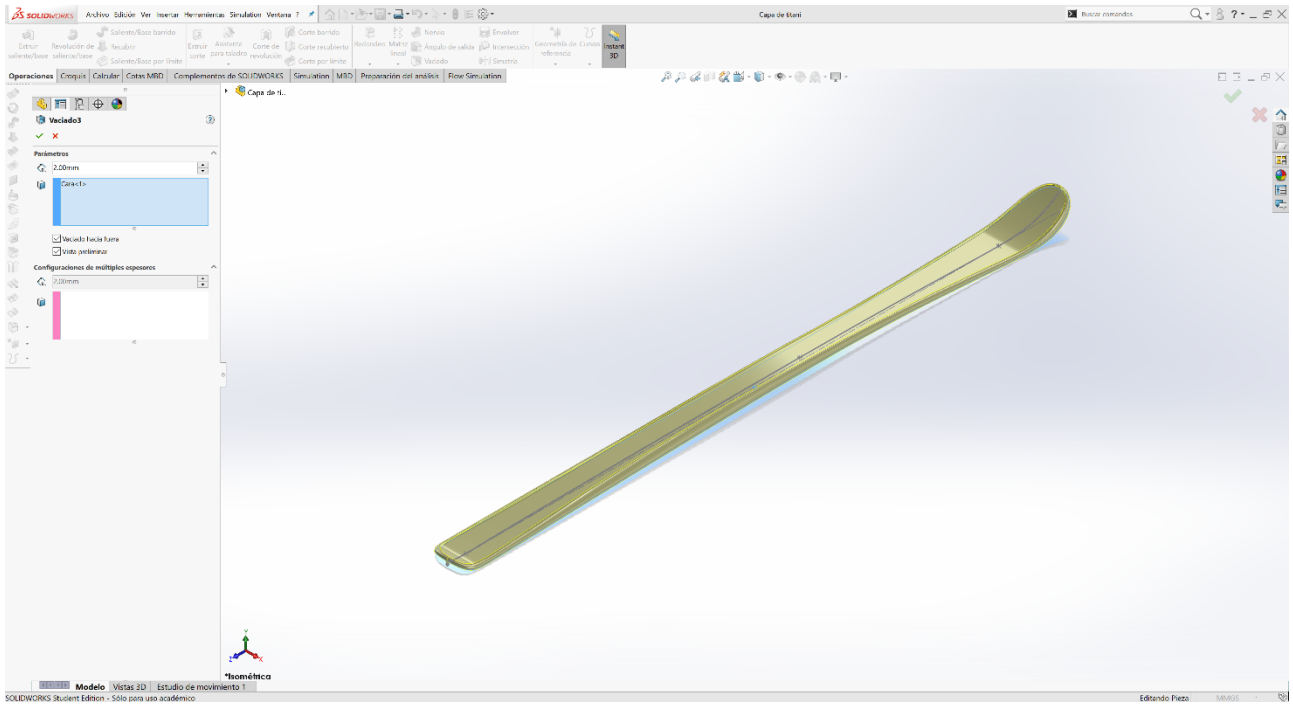 SOLIDWORKS Archivo Edición Ver Insertar Herramientas Simulation Ventana ? Capa de titani Buscar comandos
Extruir saliente/base
Revolución de saliente/base
Saliente/Base barrido
Recubrir
Saliente/Base por límite
Extruir corte
Asistente para taladro
Corte de revolución
Corte barrido
Corte recubierto
Corte por límite
Redondeo
Matriz lineal
Nervio
Ángulo de salida
Vaciado
Envolver
Intersección
Simetría
Geometría de referencia
Curvas
Instant 3D
Operaciones Croquis Calcular Cotas MBD Complementos de SOLIDWORKS Simulation MBD Preparación del análisis Flow Simulation
Capa de ti..
Vaciado3
Parámetros
2.00mm
Cara<1>
Vaciado hacia fuera
Vista preliminar
Configuraciones de múltiples espesores
2.00mm
Y
Z
X
*Isométrica
Modelo Vistas 3D Estudio de movimiento 1
SOLIDWORKS Student Edition - Sólo para uso académico Editando Pieza MMGS